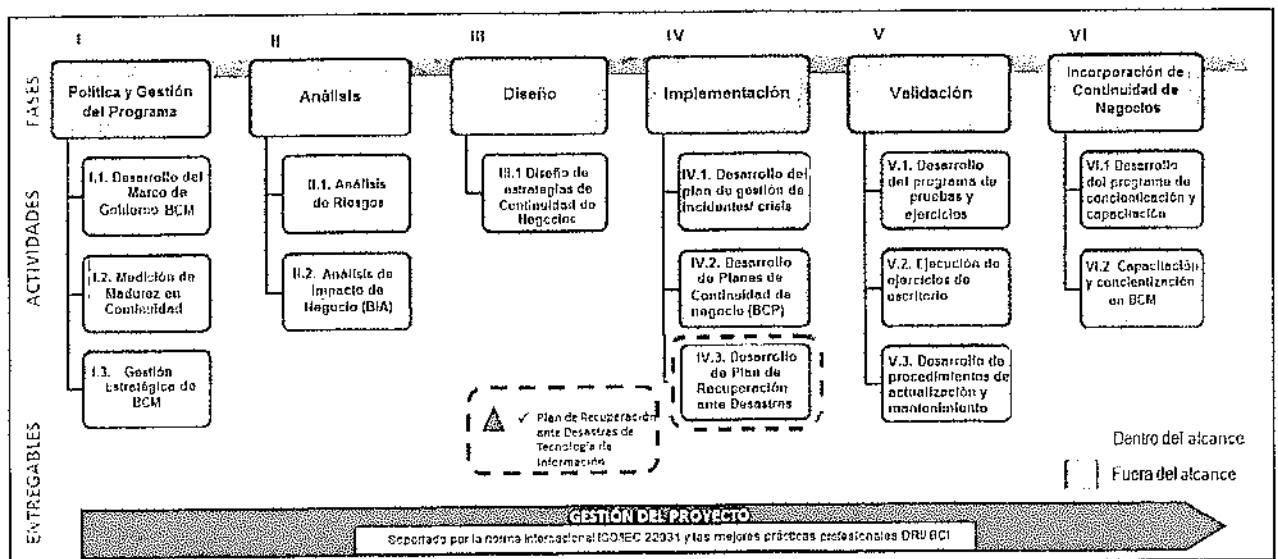 I
II
III
IV
V
VI
FASES
Política y Gestión
del Programa
Análisis
Diseño
Implementación
Validación
Incorporación de
Continuidad de
Negocios
ACTIVIDADES
I.1. Desarrollo del
Marco de
Gobierno BCM
I.2. Medición de
Madurez en
Continuidad
I.3. Gestión
Estratégica de
BCM
II.1. Análisis
de Riesgos
II.2. Análisis de
Impacto de
Negocio (BIA)
III.1 Diseño de
estrategias de
Continuidad de
Negocios
IV.1. Desarrollo del
plan de gestión de
incidentes/ crisis
IV.2. Desarrollo
de Planes de
Continuidad de
negocio (BCP)
IV.3. Desarrollo
de Plan de
Recuperación
ante Desastres
V.1. Desarrollo
del programa de
pruebas y
ejercicios
V.2. Ejecución de
ejercicios de
escritorio
V.3. Desarrollo de
procedimientos de
actualización y
mantenimiento
VI.1 Desarrollo
del programa de
concientización y
capacitación
VI.2 Capacitación
y concientización
en BCM
ENTREGABLES
✓ Plan de Recuperación
ante Desastres de
Tecnología de
Información
Dentro del alcance
Fuera del alcance
GESTIÓN DEL PROYECTO
Soportado por la norma internacional ISO/IEC 22301 y las mejores prácticas profesionales DRI/ BCI